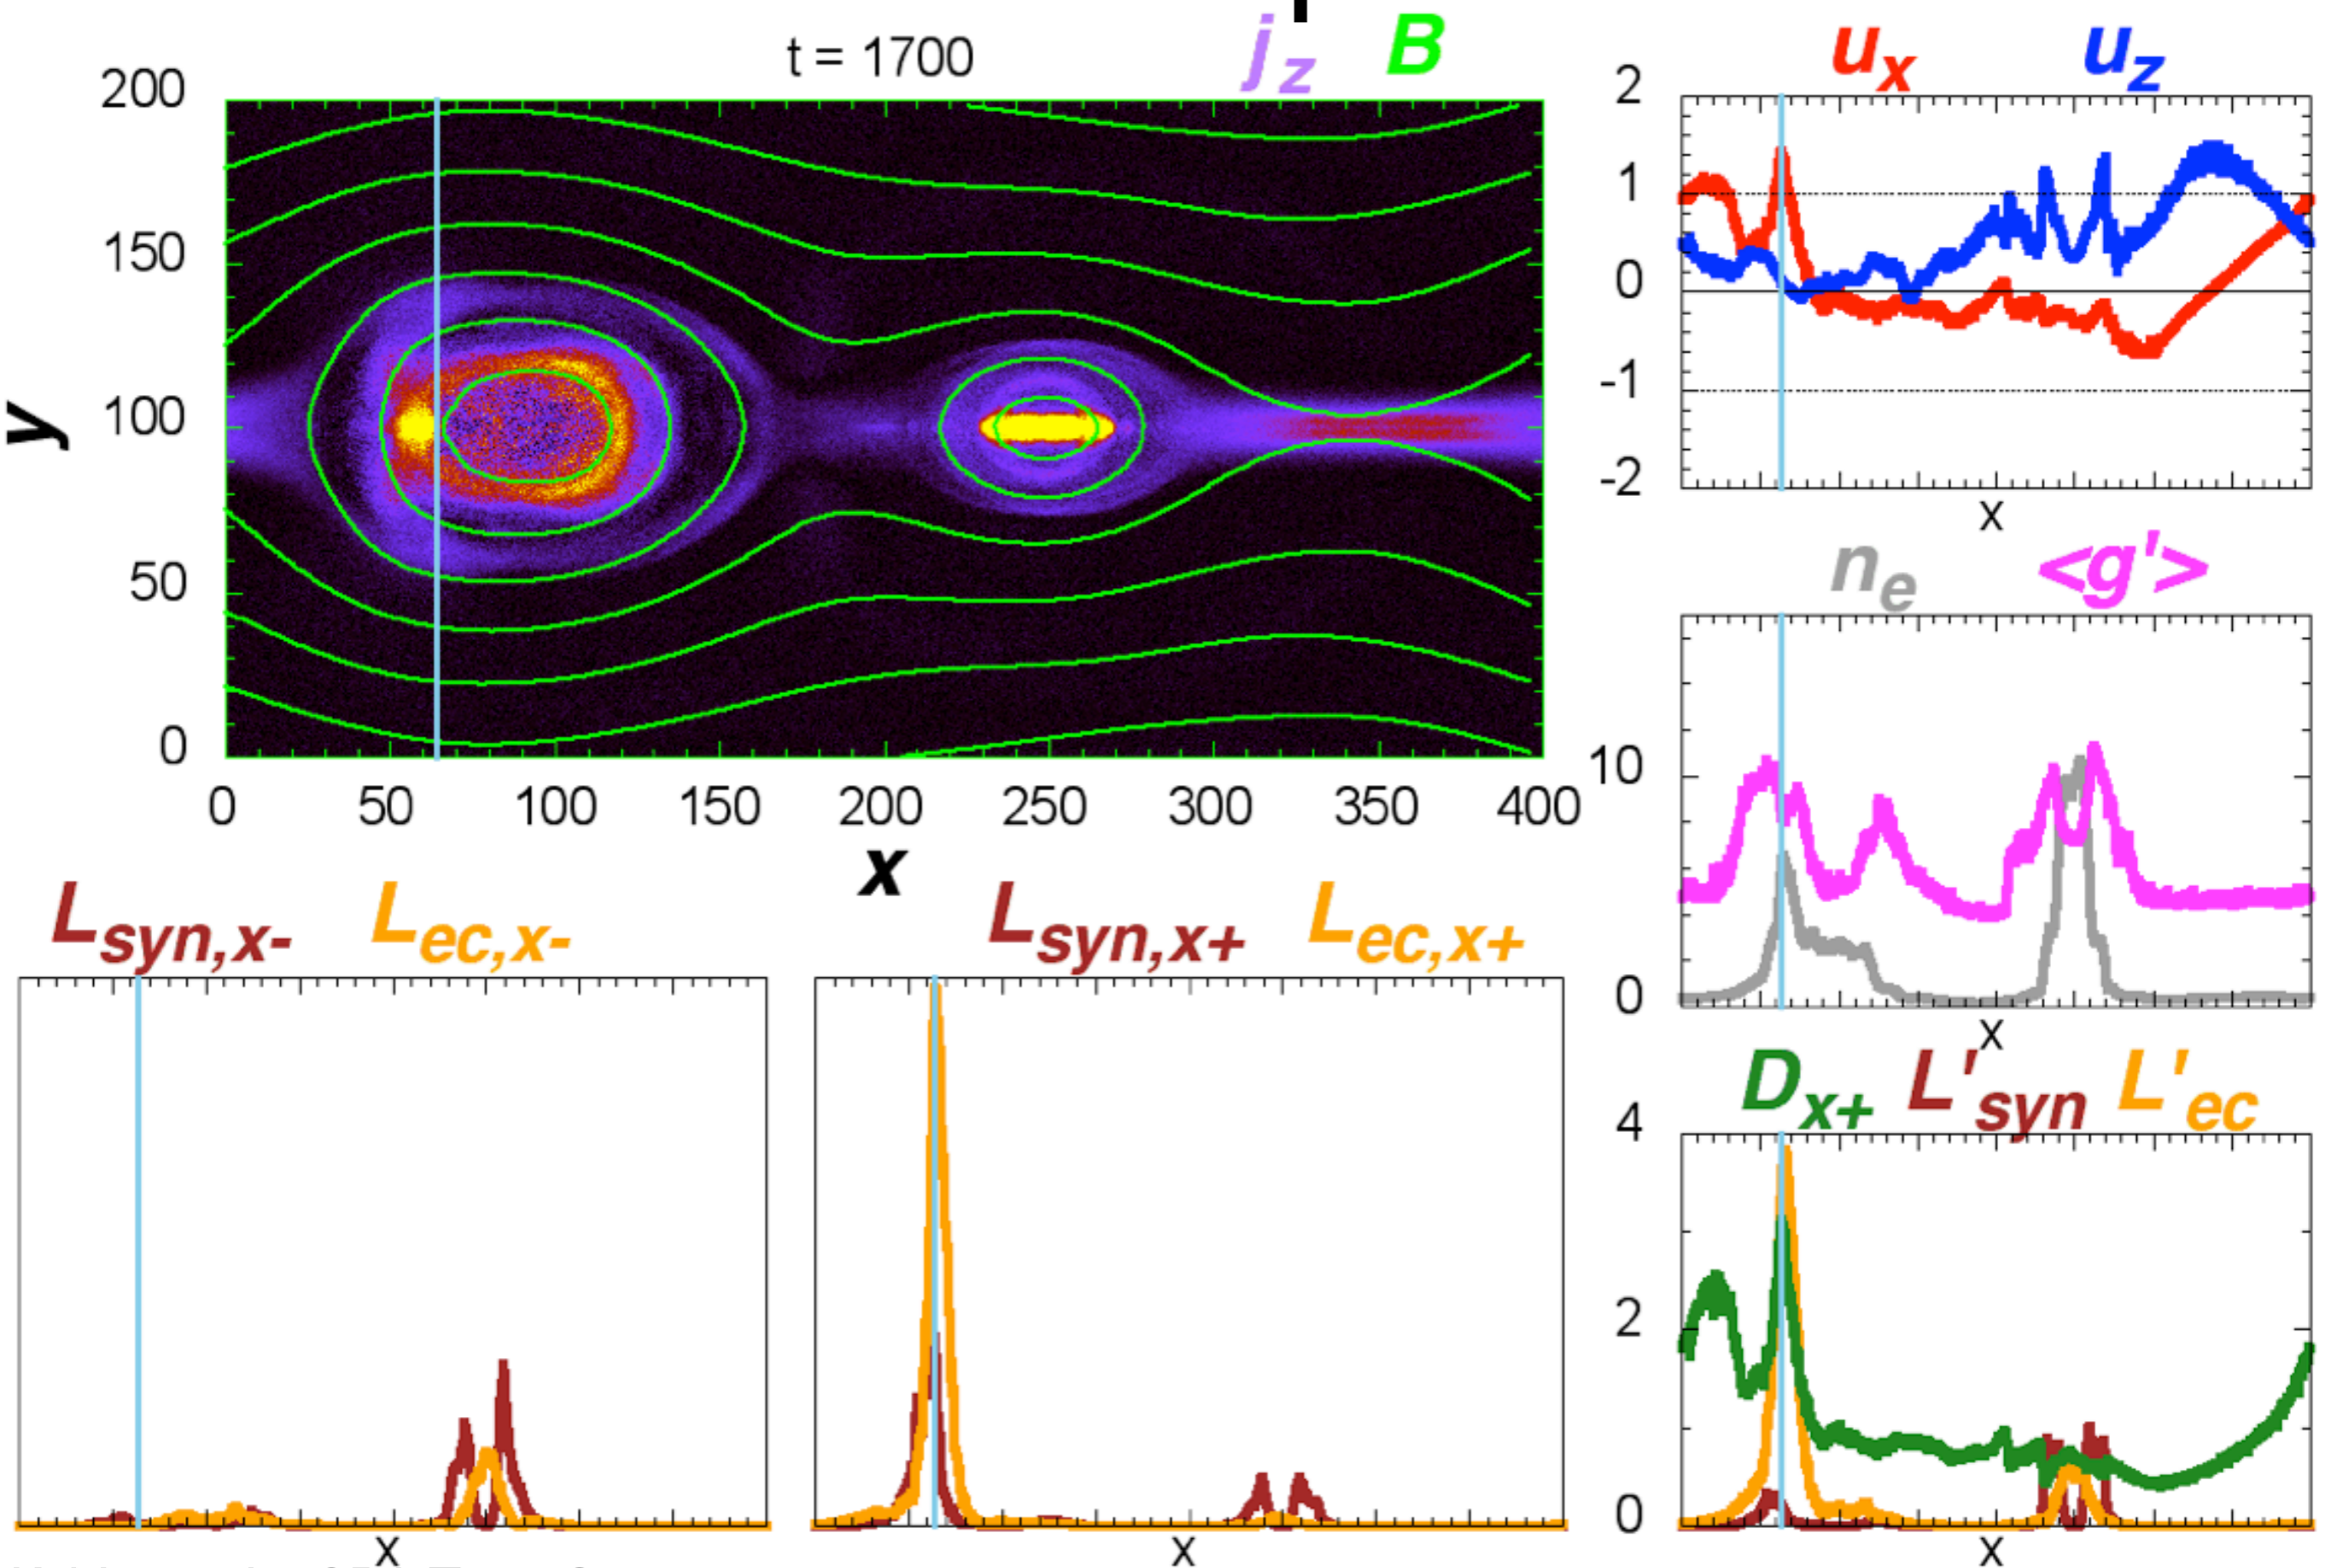 t = 1700
j_z B
200
150
100
50
0
y
0 50 100 150 200 250 300 350 400
x
u_x u_z
2
1
0
-1
-2
x
n_e <g'>
10
0
x
D_x+ L'_syn L'_ec
4
2
0
x
L_syn,x- L_ec,x-
x
L_syn,x+ L_ec,x+
x